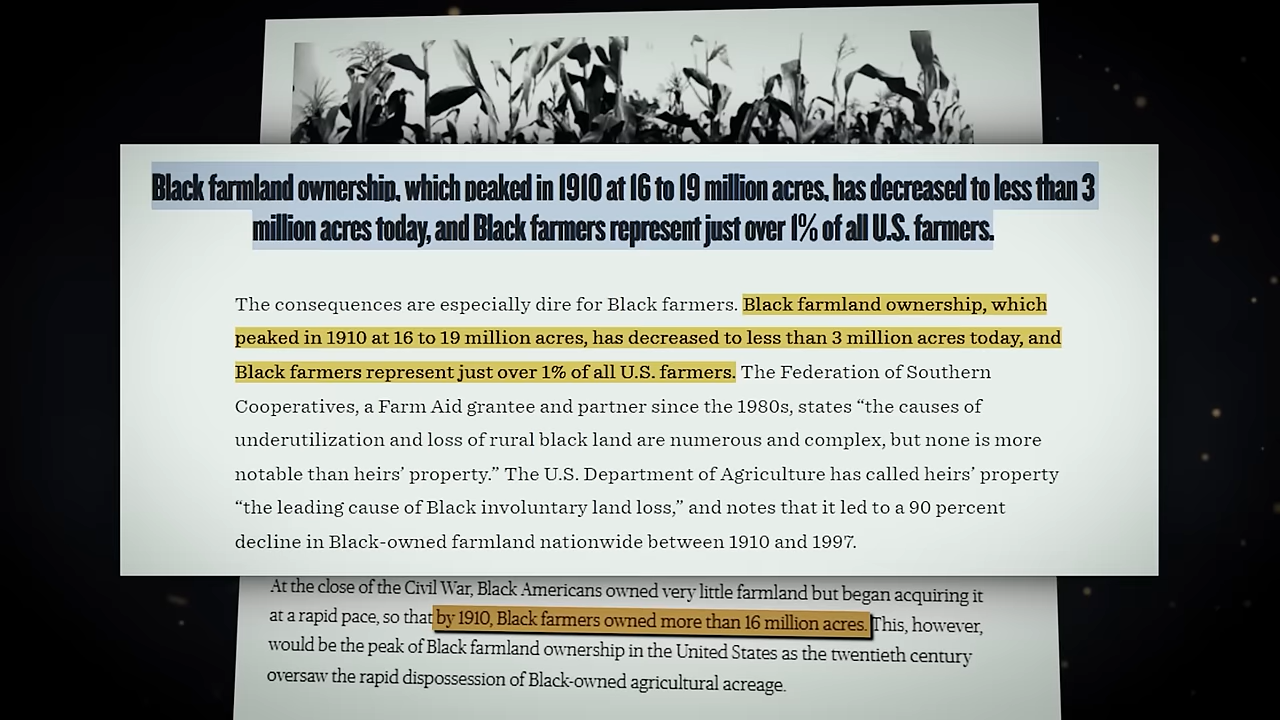 Black farmland ownership, which peaked in 1910 at 16 to 19 million acres, has decreased to less than 3
million acres today, and Black farmers represent just over 1% of all U.S. farmers.
The consequences are especially dire for Black farmers. Black farmland ownership, which
peaked in 1910 at 16 to 19 million acres, has decreased to less than 3 million acres today, and
Black farmers represent just over 1% of all U.S. farmers. The Federation of Southern
Cooperatives, a Farm Aid grantee and partner since the 1980s, states “the causes of
underutilization and loss of rural black land are numerous and complex, but none is more
notable than heirs’ property.” The U.S. Department of Agriculture has called heirs’ property
“the leading cause of Black involuntary land loss,” and notes that it led to a 90 percent
decline in Black-owned farmland nationwide between 1910 and 1997.
At the close of the Civil War, Black Americans owned very little farmland but began acquiring it
at a rapid pace, so that by 1910, Black farmers owned more than 16 million acres. This, however,
would be the peak of Black farmland ownership in the United States as the twentieth century
oversaw the rapid dispossession of Black-owned agricultural acreage.